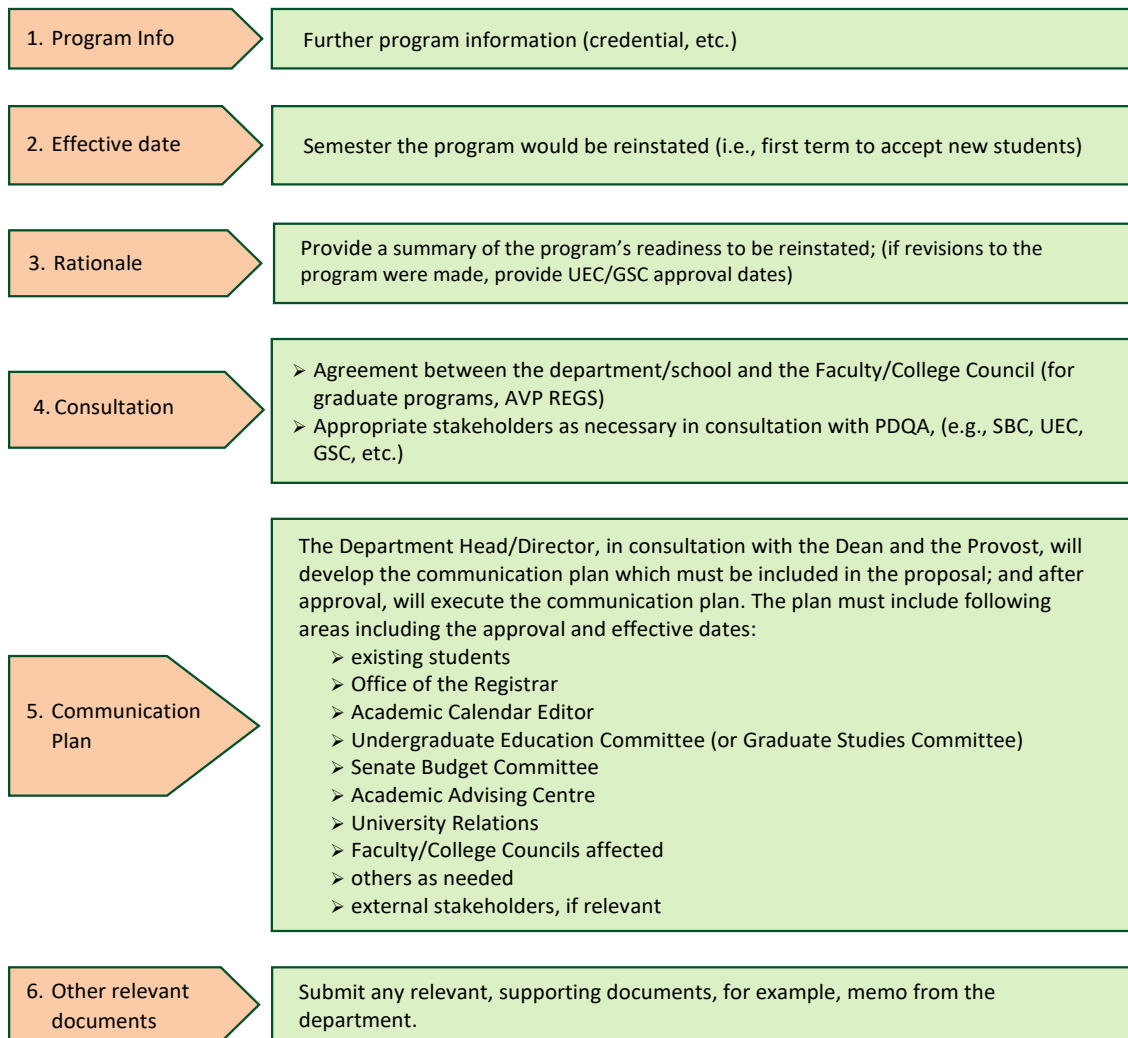 1. Program Info
Further program information (credential, etc.)
2. Effective date
Semester the program would be reinstated (i.e., first term to accept new students)
3. Rationale
Provide a summary of the program's readiness to be reinstated; (if revisions to the
program were made, provide UEC/GSC approval dates)
4. Consultation
➢ Agreement between the department/school and the Faculty/College Council (for
graduate programs, AVP REGS)
➢ Appropriate stakeholders as necessary in consultation with PDQA, (e.g., SBC, UEC,
GSC, etc.)
5. Communication
Plan
The Department Head/Director, in consultation with the Dean and the Provost, will
develop the communication plan which must be included in the proposal; and after
approval, will execute the communication plan. The plan must include following
areas including the approval and effective dates:
➢ existing students
➢ Office of the Registrar
➢ Academic Calendar Editor
➢ Undergraduate Education Committee (or Graduate Studies Committee)
➢ Senate Budget Committee
➢ Academic Advising Centre
➢ University Relations
➢ Faculty/College Councils affected
➢ others as needed
➢ external stakeholders, if relevant
6. Other relevant
documents
Submit any relevant, supporting documents, for example, memo from the
department.